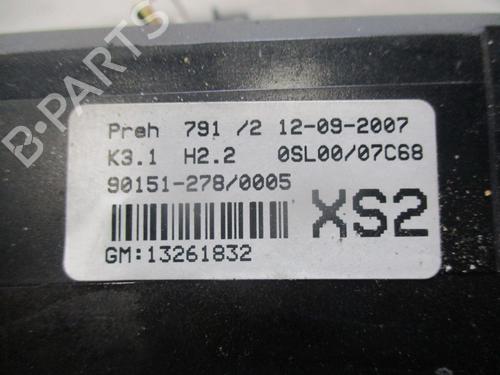 Preh 791 /2 12-09-2007
K3.1 H2.2 0SL00/07C68
90151-278/0005
XS2
GM:13261832
B-PARTS